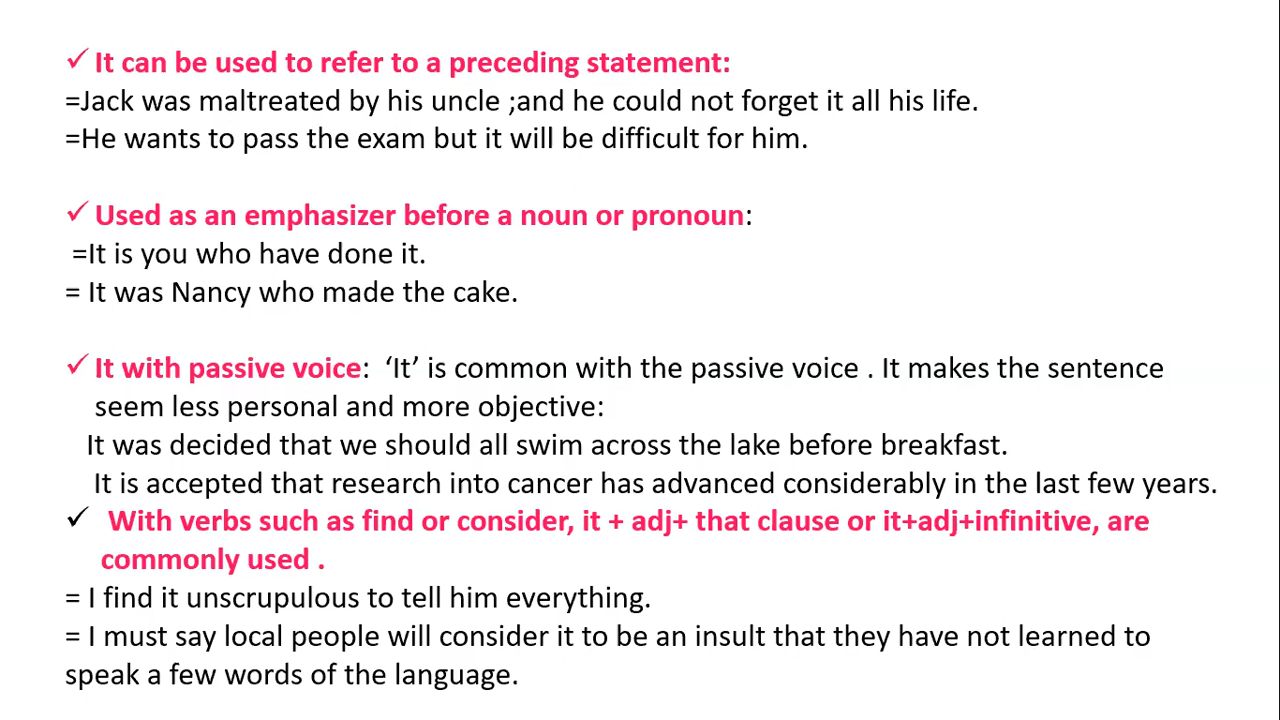 ✓ It can be used to refer to a preceding statement:
=Jack was maltreated by his uncle ;and he could not forget it all his life.
=He wants to pass the exam but it will be difficult for him.
✓ Used as an emphasizer before a noun or pronoun:
=It is you who have done it.
= It was Nancy who made the cake.
✓ It with passive voice: ‘It’ is common with the passive voice . It makes the sentence
seem less personal and more objective:
It was decided that we should all swim across the lake before breakfast.
It is accepted that research into cancer has advanced considerably in the last few years.
✓ With verbs such as find or consider, it + adj+ that clause or it+adj+infinitive, are
commonly used .
= I find it unscrupulous to tell him everything.
= I must say local people will consider it to be an insult that they have not learned to
speak a few words of the language.